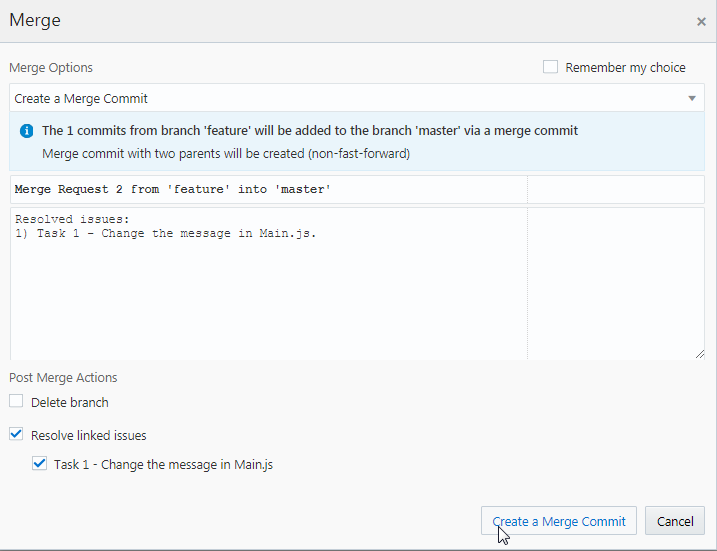 Merge
Merge Options
Remember my choice
Create a Merge Commit
The 1 commits from branch 'feature' will be added to the branch 'master' via a merge commit
Merge commit with two parents will be created (non-fast-forward)
Merge Request 2 from 'feature' into 'master'
Resolved issues:
1) Task 1 - Change the message in Main.js.
Post Merge Actions
Delete branch
Resolve linked issues
Task 1 - Change the message in Main.js
Create a Merge Commit
Cancel